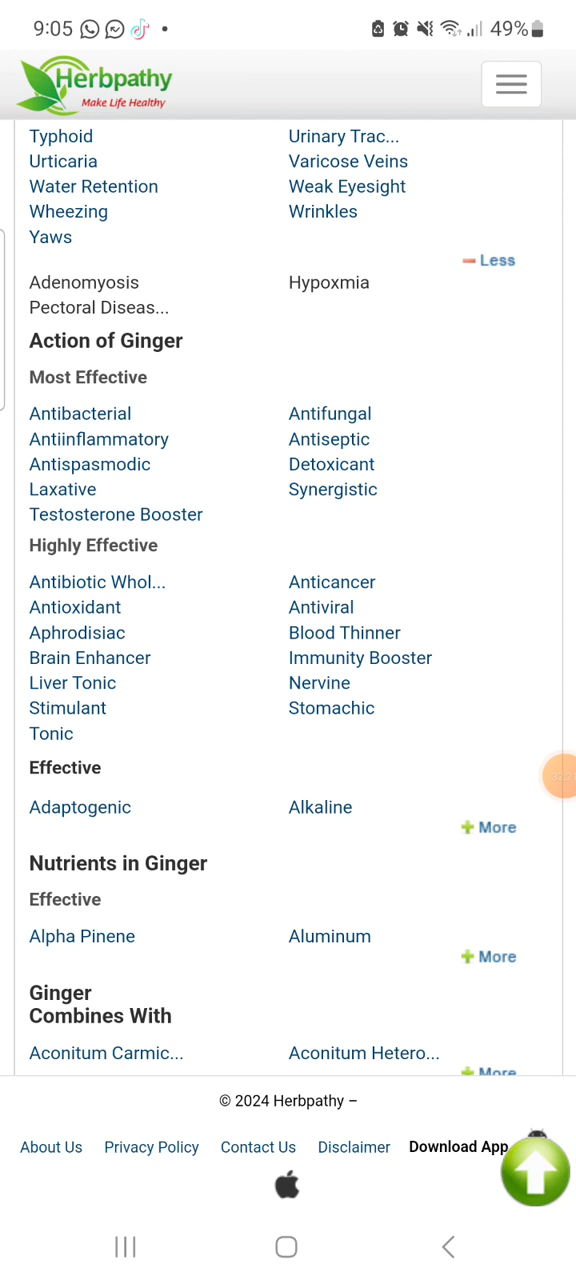 9:05 49%
Herbpathy
Make Life Healthy
Typhoid Urinary Trac...
Urticaria Varicose Veins
Water Retention Weak Eyesight
Wheezing Wrinkles
Yaws
Less
Adenomyosis Hypoxmia
Pectoral Diseas...
Action of Ginger
Most Effective
Antibacterial Antifungal
Antiinflammatory Antiseptic
Antispasmodic Detoxicant
Laxative Synergistic
Testosterone Booster
Highly Effective
Antibiotic Whol... Anticancer
Antioxidant Antiviral
Aphrodisiac Blood Thinner
Brain Enhancer Immunity Booster
Liver Tonic Nervine
Stimulant Stomachic
Tonic
Effective
Adaptogenic Alkaline
More
Nutrients in Ginger
Effective
Alpha Pinene Aluminum
More
Ginger
Combines With
Aconitum Carmic... Aconitum Hetero...
More
© 2024 Herbpathy –
About Us Privacy Policy Contact Us Disclaimer Download App